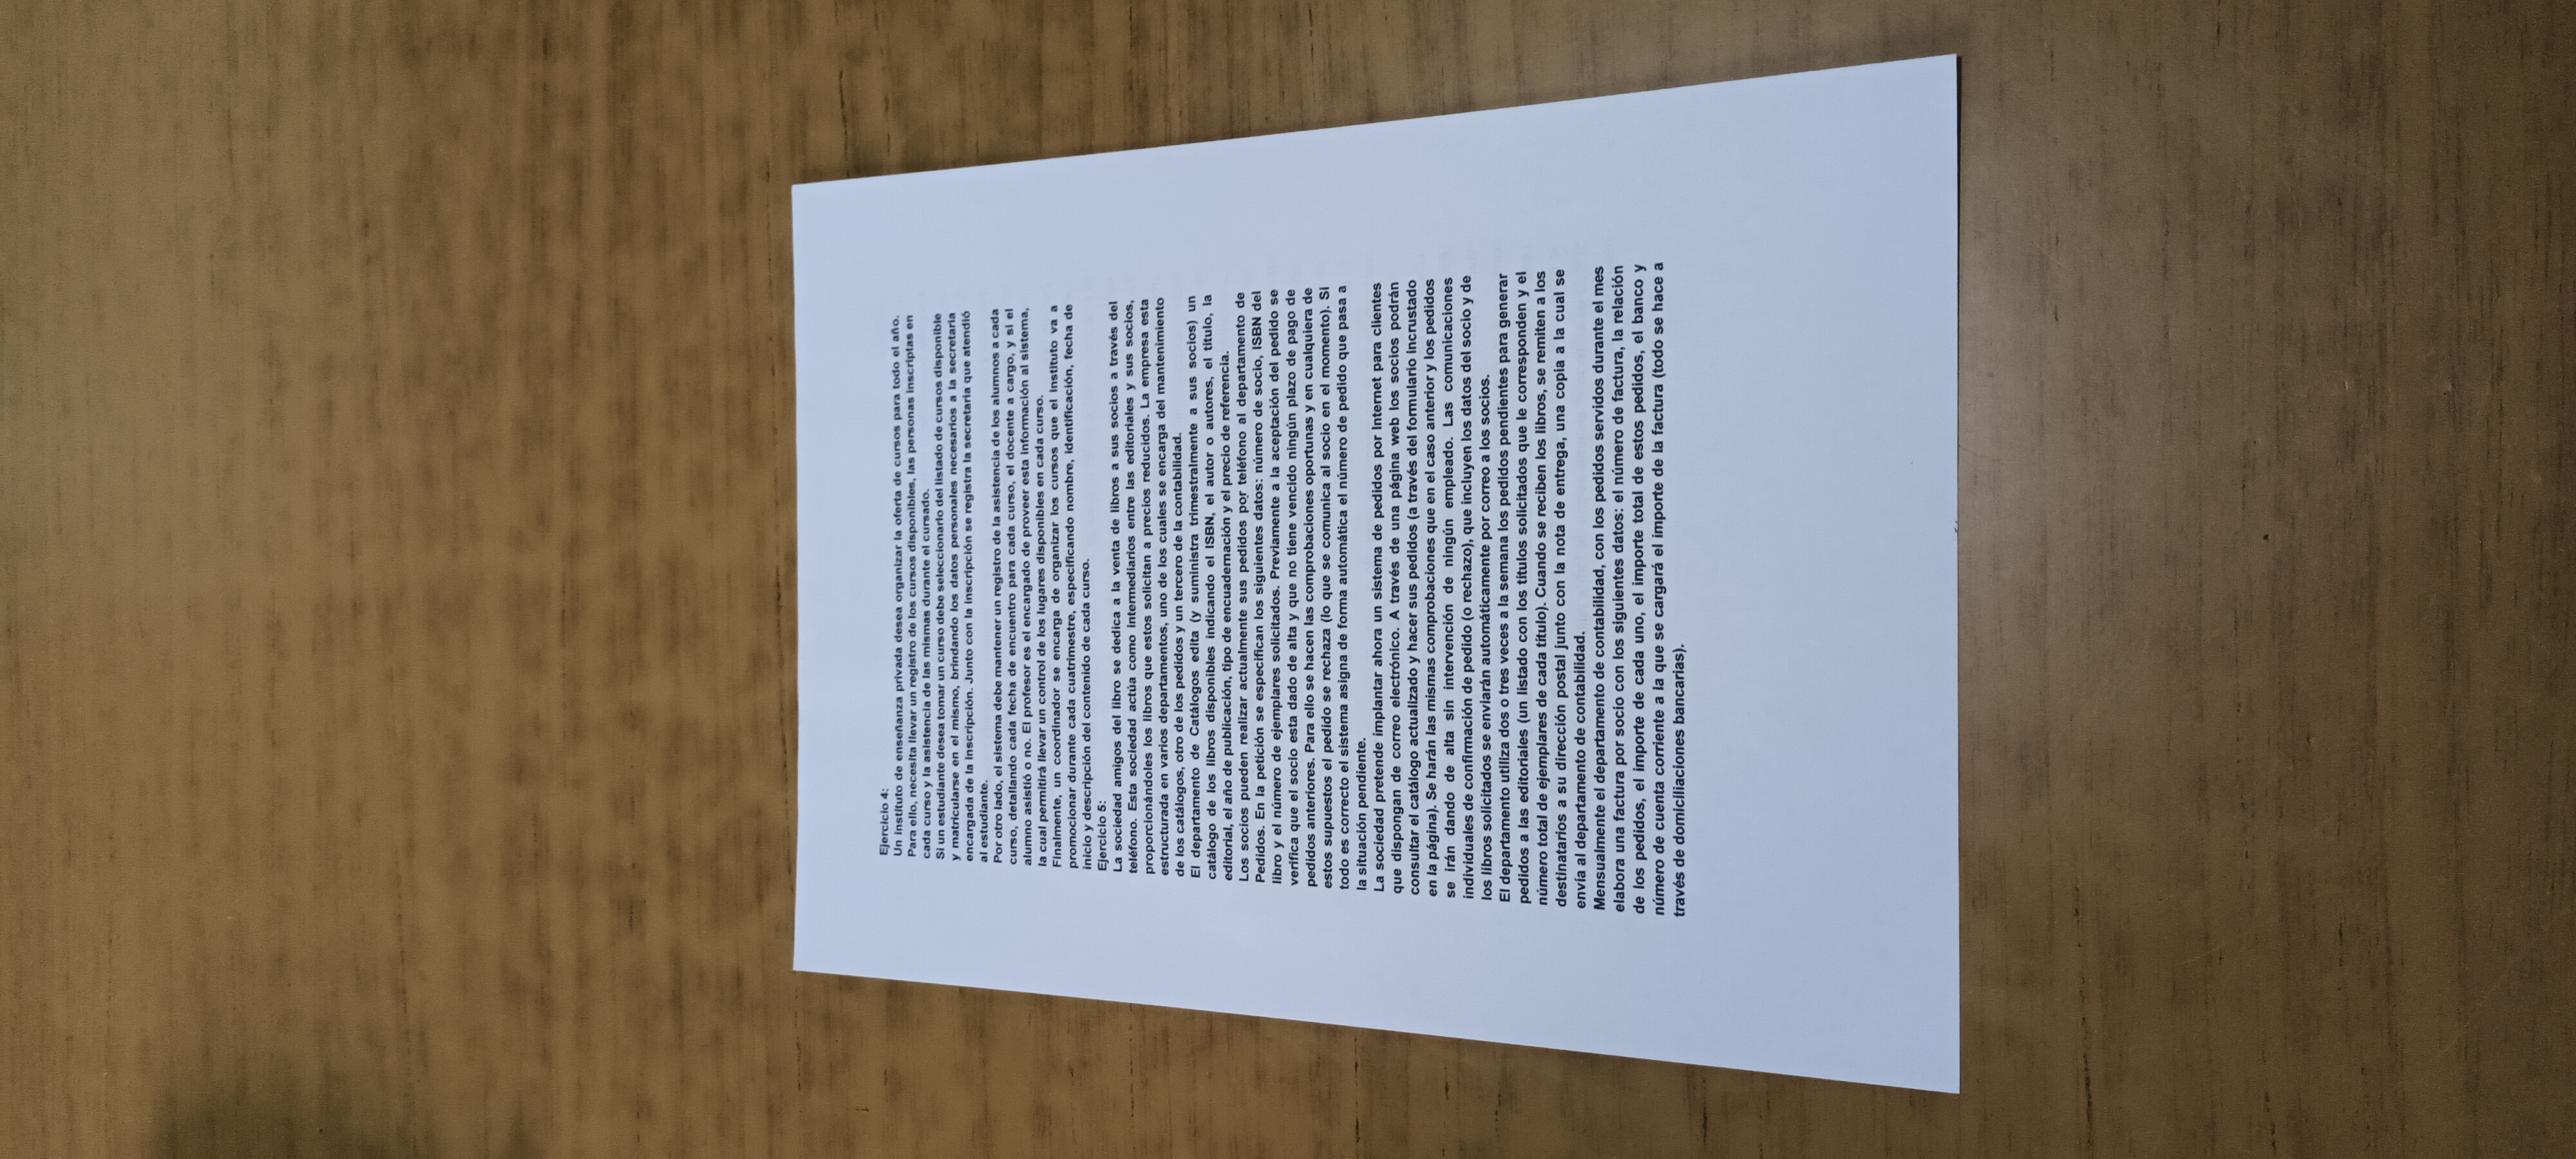 Ejercicio 4:
Un instituto de enseñanza privada desea organizar la oferta de cursos para todo el año.
Para ello, necesita llevar un registro de los cursos disponibles, las personas inscriptas en
cada curso y la asistencia de las mismas durante el cursado.
Si un estudiante desea tomar un curso debe seleccionarlo del listado de cursos disponible
y matricularse en el mismo, brindando los datos personales necesarios a la secretaria
encargada de la inscripción. Junto con la inscripción se registra la secretaria que atendió
al estudiante.
Por otro lado, el sistema debe mantener un registro de la asistencia de los alumnos a cada
curso, detallando cada fecha de encuentro para cada curso, el docente a cargo, y si el
alumno asistió o no. El profesor es el encargado de proveer esta información al sistema,
la cual permitirá llevar un control de los lugares disponibles en cada curso.
Finalmente, un coordinador se encarga de organizar los cursos que el instituto va a
promocionar durante cada cuatrimestre, especificando nombre, identificación, fecha de
inicio y descripción del contenido de cada curso.
Ejercicio 5:
La sociedad amigos del libro se dedica a la venta de libros a sus socios a través del
teléfono. Esta sociedad actúa como intermediarios entre las editoriales y sus socios,
proporcionándoles los libros que estos solicitan a precios reducidos. La empresa esta
estructurada en varios departamentos, uno de los cuales se encarga del mantenimiento
de los catálogos, otro de los pedidos y un tercero de la contabilidad.
El departamento de Catálogos edita (y suministra trimestralmente a sus socios) un
catálogo de los libros disponibles indicando el ISBN, el autor o autores, el titulo, la
editorial, el año de publicación, tipo de encuadernación y el precio de referencia.
Los socios pueden realizar actualmente sus pedidos por teléfono al departamento de
Pedidos. En la petición se especifican los siguientes datos: número de socio, ISBN del
libro y el número de ejemplares solicitados. Previamente a la aceptación del pedido se
verifica que el socio esta dado de alta y que no tiene vencido ningún plazo de pago de
pedidos anteriores. Para ello se hacen las comprobaciones oportunas y en cualquiera de
estos supuestos el pedido se rechaza (lo que se comunica al socio en el momento). Si
todo es correcto el sistema asigna de forma automática el número de pedido que pasa a
la situación pendiente.
La sociedad pretende implantar ahora un sistema de pedidos por Internet para clientes
que dispongan de correo electrónico. A través de una página web los socios podrán
consultar el catálogo actualizado y hacer sus pedidos (a través del formulario incrustado
en la página). Se harán las mismas comprobaciones que en el caso anterior y los pedidos
se irán dando de alta sin intervención de ningún empleado. Las comunicaciones
individuales de confirmación de pedido (o rechazo), que incluyen los datos del socio y de
los libros solicitados se enviarán automáticamente por correo a los socios.
El departamento utiliza dos o tres veces a la semana los pedidos pendientes para generar
pedidos a las editoriales (un listado con los títulos solicitados que le corresponden y el
número total de ejemplares de cada título). Cuando se reciben los libros, se remiten a los
destinatarios a su dirección postal junto con la nota de entrega, una copia a la cual se
envía al departamento de contabilidad.
Mensualmente el departamento de contabilidad, con los pedidos servidos durante el mes
elabora una factura por socio con los siguientes datos: el número de factura, la relación
de los pedidos, el importe de cada uno, el importe total de estos pedidos, el banco y
número de cuenta corriente a la que se cargará el importe de la factura (todo se hace a
través de domiciliaciones bancarias).